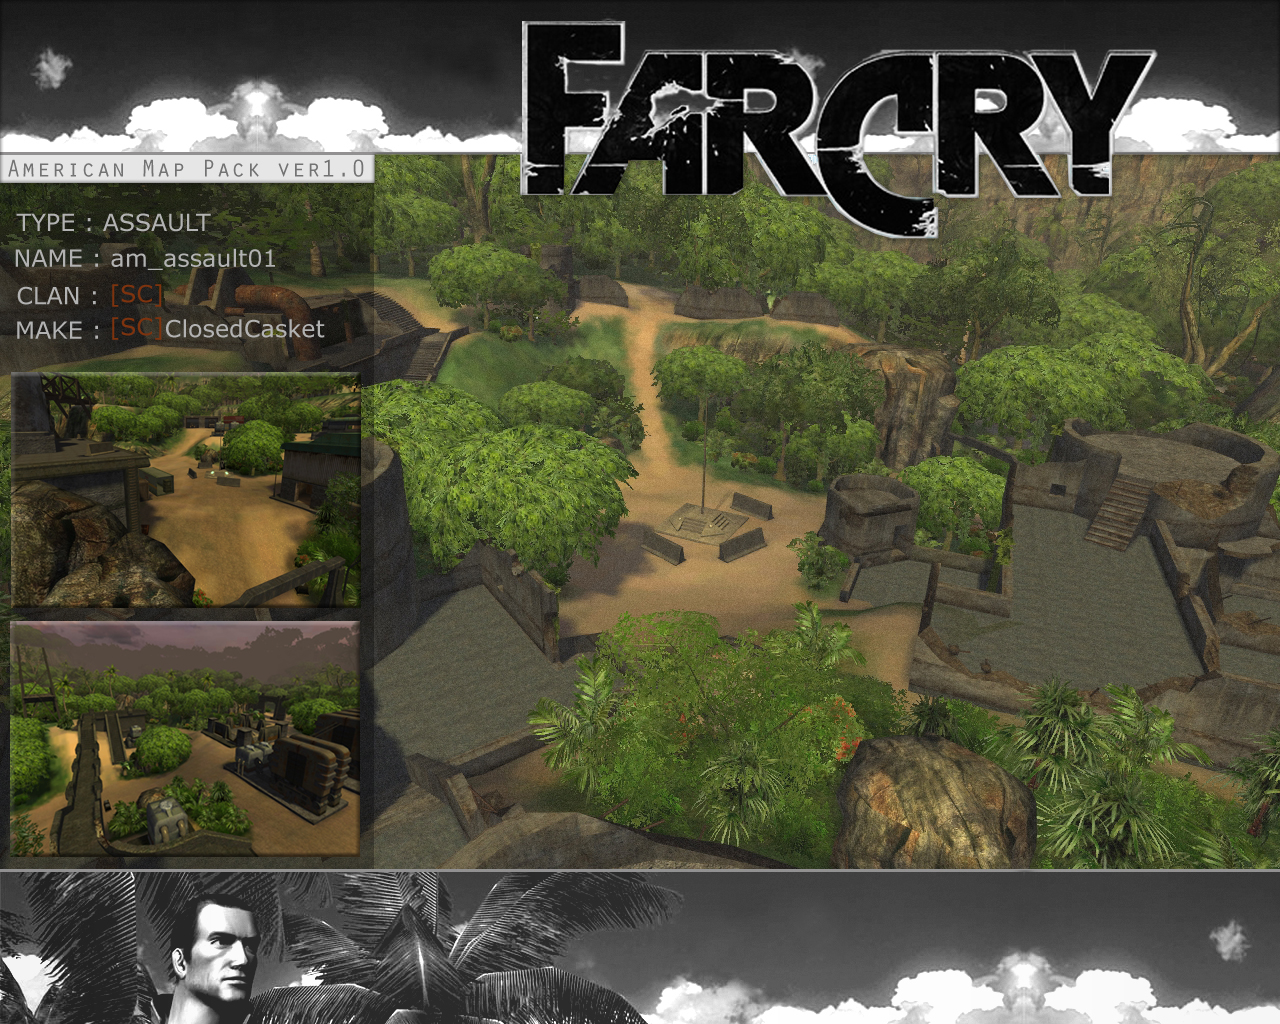 FARCRY
AMERICAN MAP PACK VER1.0
TYPE : ASSAULT
NAME : am_assault01
CLAN : [SC]
MAKE : [SC]ClosedCasket